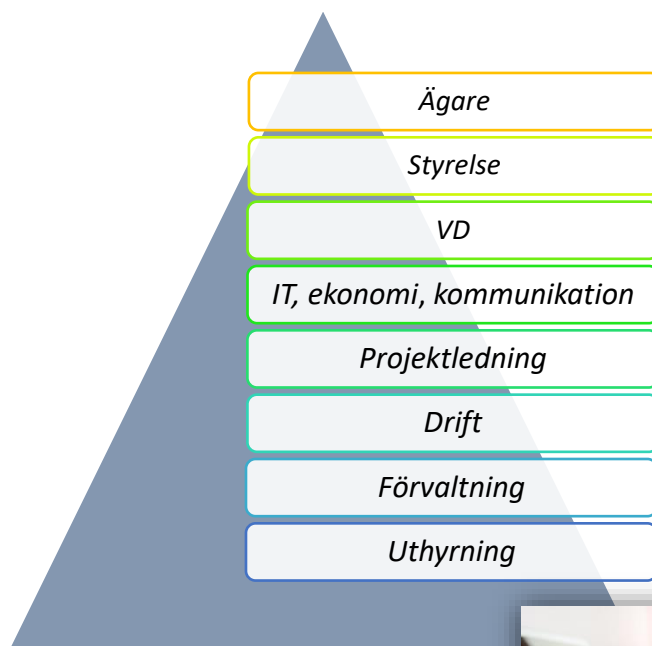 Ägare
Styrelse
VD
IT, ekonomi, kommunikation
Projektledning
Drift
Förvaltning
Uthyrning